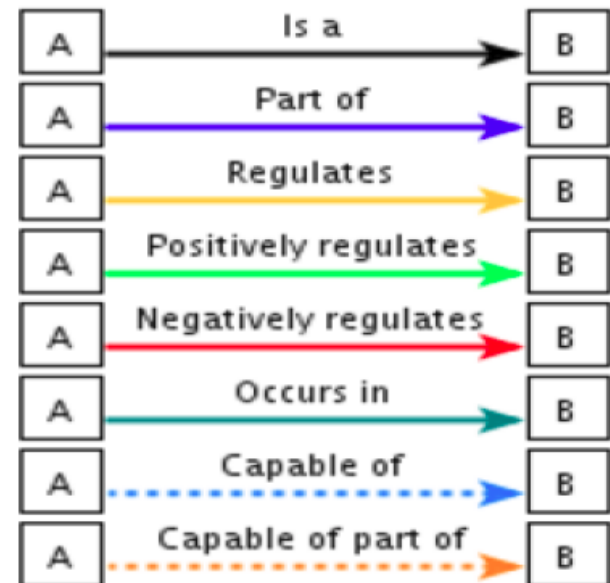 A Is a B
A Part of B
A Regulates B
A Positively regulates B
A Negatively regulates B
A Occurs in B
A Capable of B
A Capable of part of B